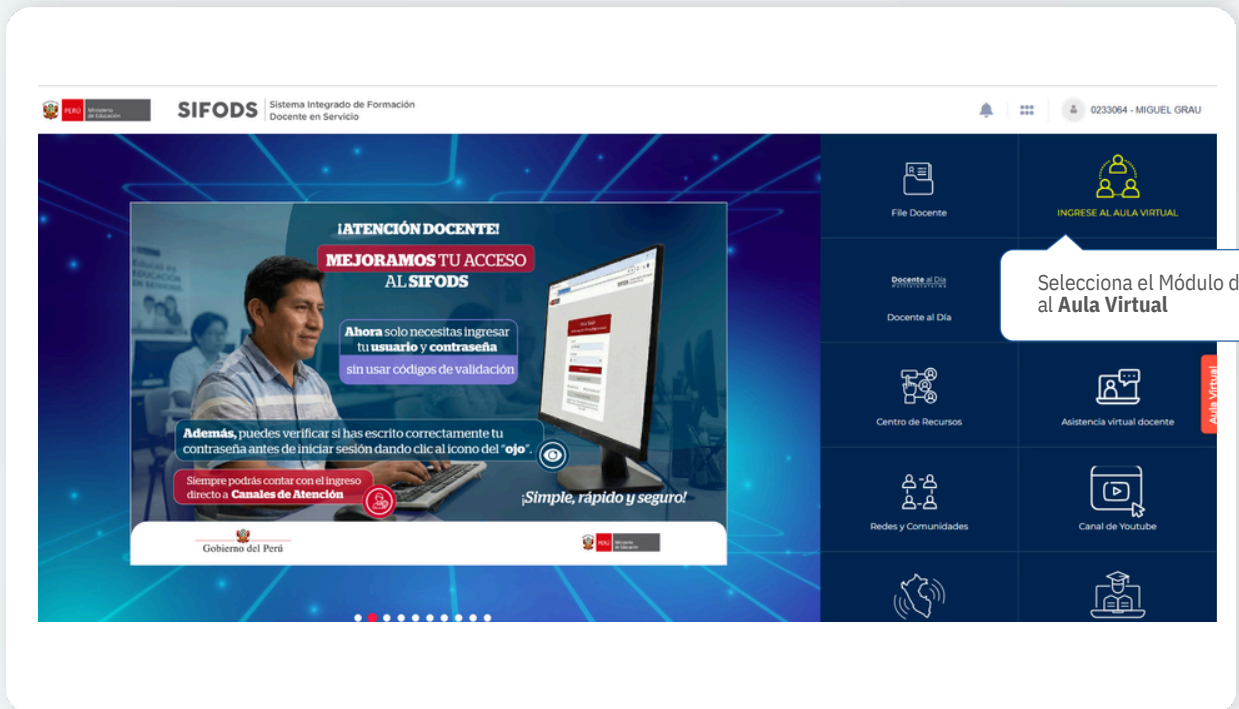 PERÚ
Ministerio
de Educación
SIFODS
Sistema Integrado de Formación
Docente en Servicio
0233064 - MIGUEL GRAU
¡ATENCIÓN DOCENTE!
MEJORAMOS TU ACCESO
AL SIFODS
Ahora solo necesitas ingresar
tu usuario y contraseña
sin usar códigos de validación
Además, puedes verificar si has escrito correctamente tu
contraseña antes de iniciar sesión dando clic al icono del "ojo".
Siempre podrás contar con el ingreso
directo a Canales de Atención
¡Simple, rápido y seguro!
Gobierno del Perú
PERÚ
Ministerio
de Educación
File Docente
INGRESE AL AULA VIRTUAL
Docente al Día
Docente al Día
Selecciona el Módulo d
al Aula Virtual
Aula Virtual
Centro de Recursos
Asistencia virtual docente
Redes y Comunidades
Canal de Youtube